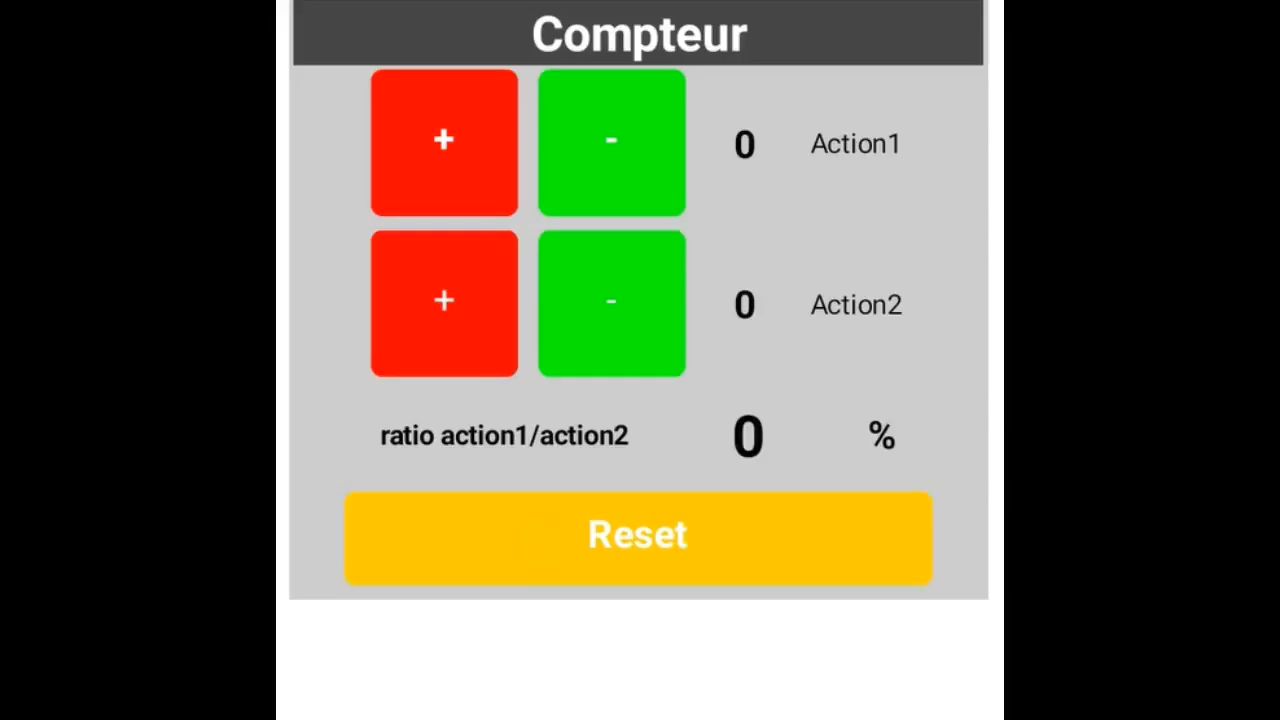 Compteur
+ - 0 Action1
+ - 0 Action2
ratio action1/action2 0 %
Reset